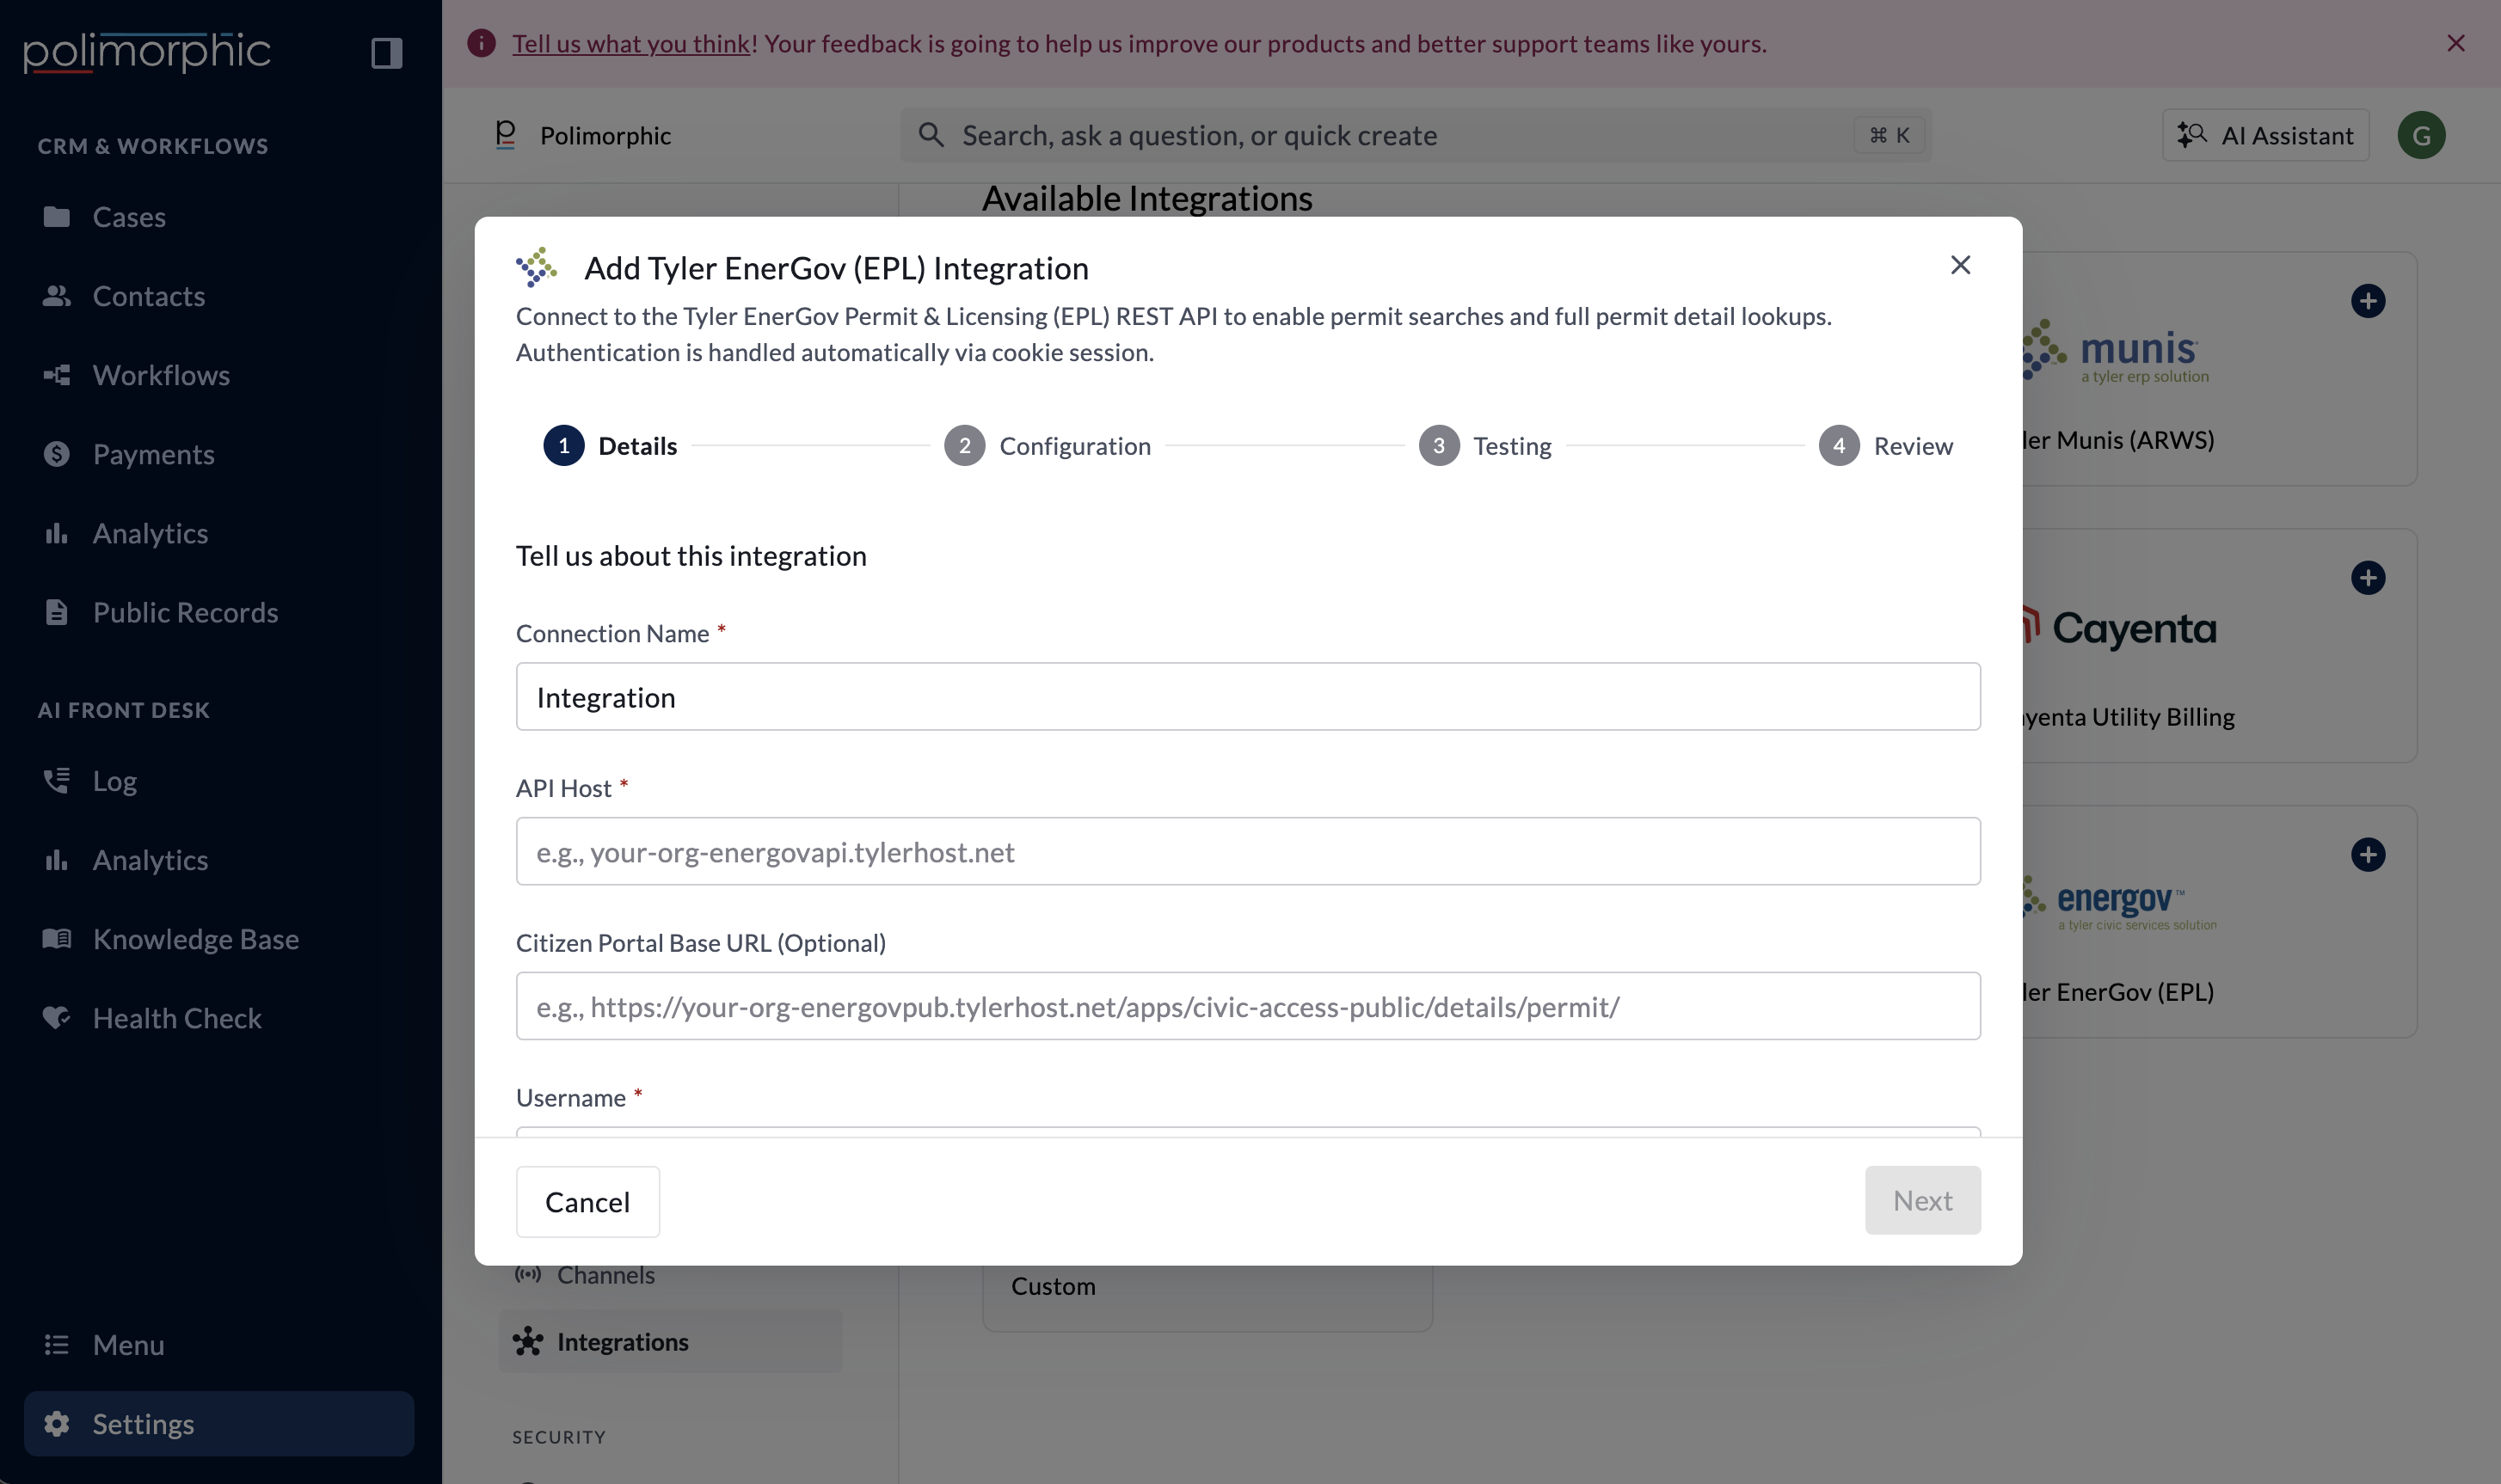 polimorphic
CRM & WORKFLOWS
Cases
Contacts
Workflows
Payments
Analytics
Public Records
AI FRONT DESK
Log
Analytics
Knowledge Base
Health Check
Menu
Settings
Tell us what you think! Your feedback is going to help us improve our products and better support teams like yours.
Polimorphic
Search, ask a question, or quick create
⌘ K
AI Assistant
G
Available Integrations
Add Tyler EnerGov (EPL) Integration
Connect to the Tyler EnerGov Permit & Licensing (EPL) REST API to enable permit searches and full permit detail lookups.
Authentication is handled automatically via cookie session.
1 Details
2 Configuration
3 Testing
4 Review
Tell us about this integration
Connection Name *
Integration
API Host *
e.g., your-org-energovapi.tylerhost.net
Citizen Portal Base URL (Optional)
e.g., https://your-org-energovpub.tylerhost.net/apps/civic-access-public/details/permit/
Username *
Cancel
Next
munis
a tyler erp solution
ler Munis (ARWS)
Cayenta
yenta Utility Billing
energov™
a tyler civic services solution
ler EnerGov (EPL)
Channels
Custom
Integrations
SECURITY